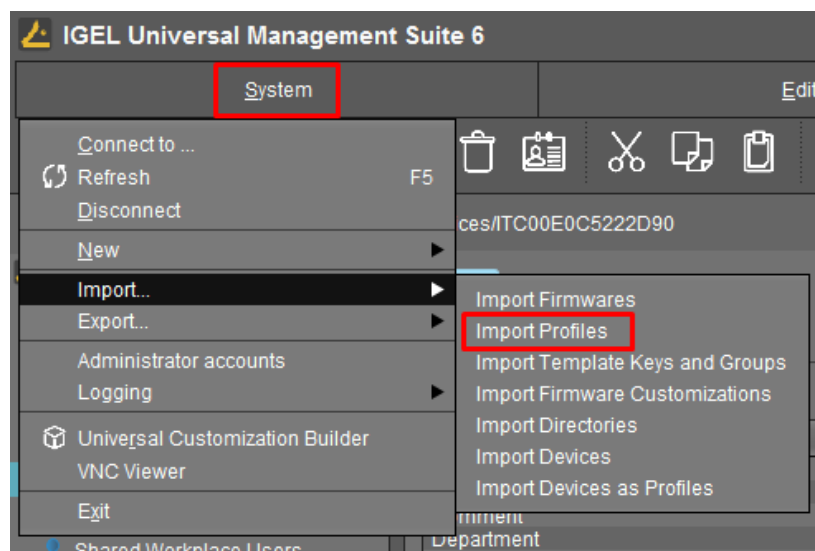 IGEL Universal Management Suite 6
System
Edit
Connect to ...
Refresh F5
Disconnect
ces/ITC00E0C5222D90
New
Import...
Export...
Import Firmwares
Import Profiles
Import Template Keys and Groups
Import Firmware Customizations
Import Directories
Import Devices
Import Devices as Profiles
Administrator accounts
Logging
Universal Customization Builder
VNC Viewer
Exit
Shared Workplace Users
Department